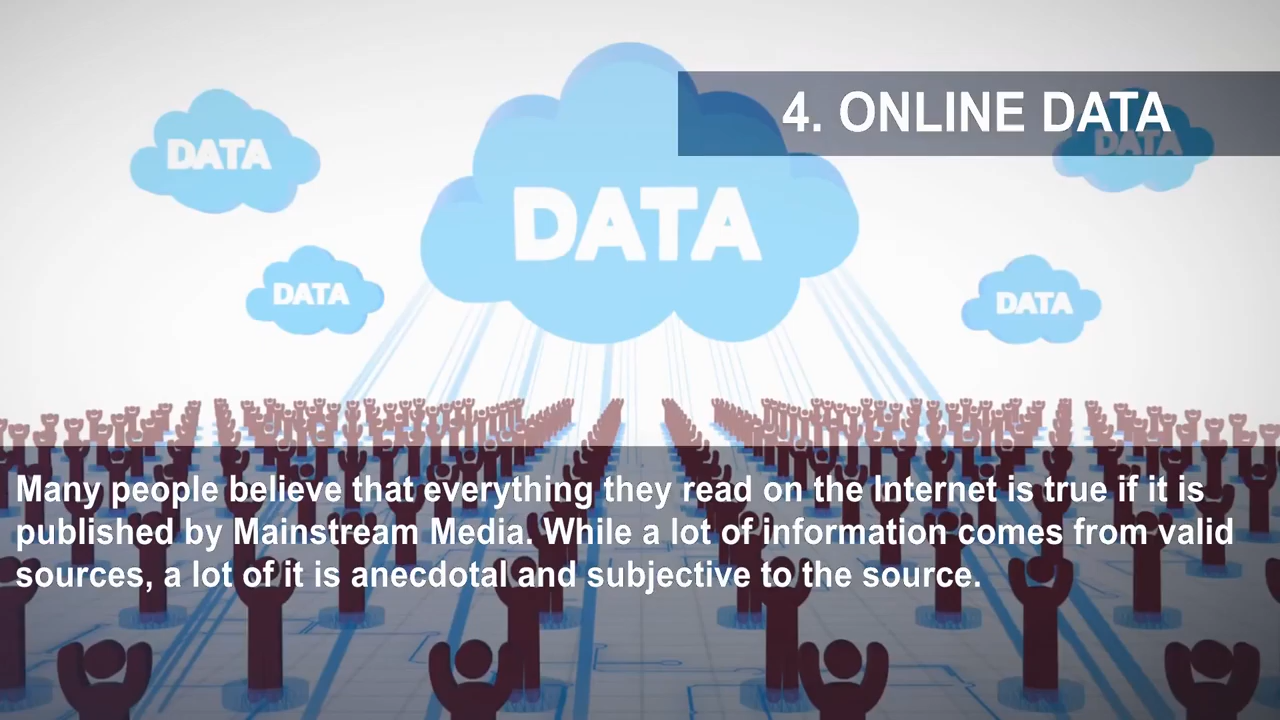 4. ONLINE DATA
DATA
DATA
DATA
DATA
DATA
Many people believe that everything they read on the Internet is true if it is
published by Mainstream Media. While a lot of information comes from valid
sources, a lot of it is anecdotal and subjective to the source.